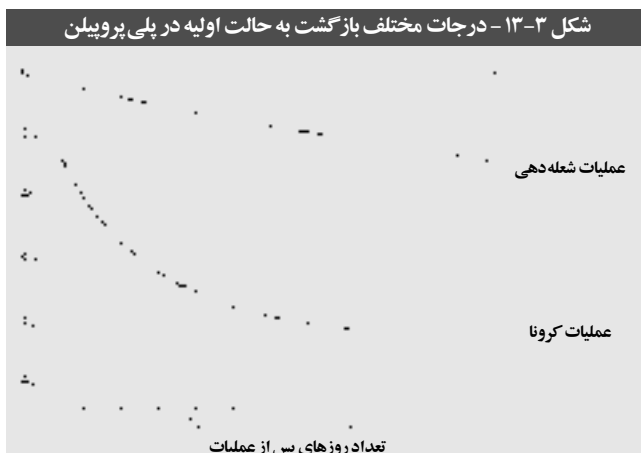 شکل ۳-۱۳ - درجات مختلف بازگشت به حالت اولیه در پلی پروپیلن
عملیات شعله‌دهی
عملیات کرونا
تعداد روزهای پس از عملیات